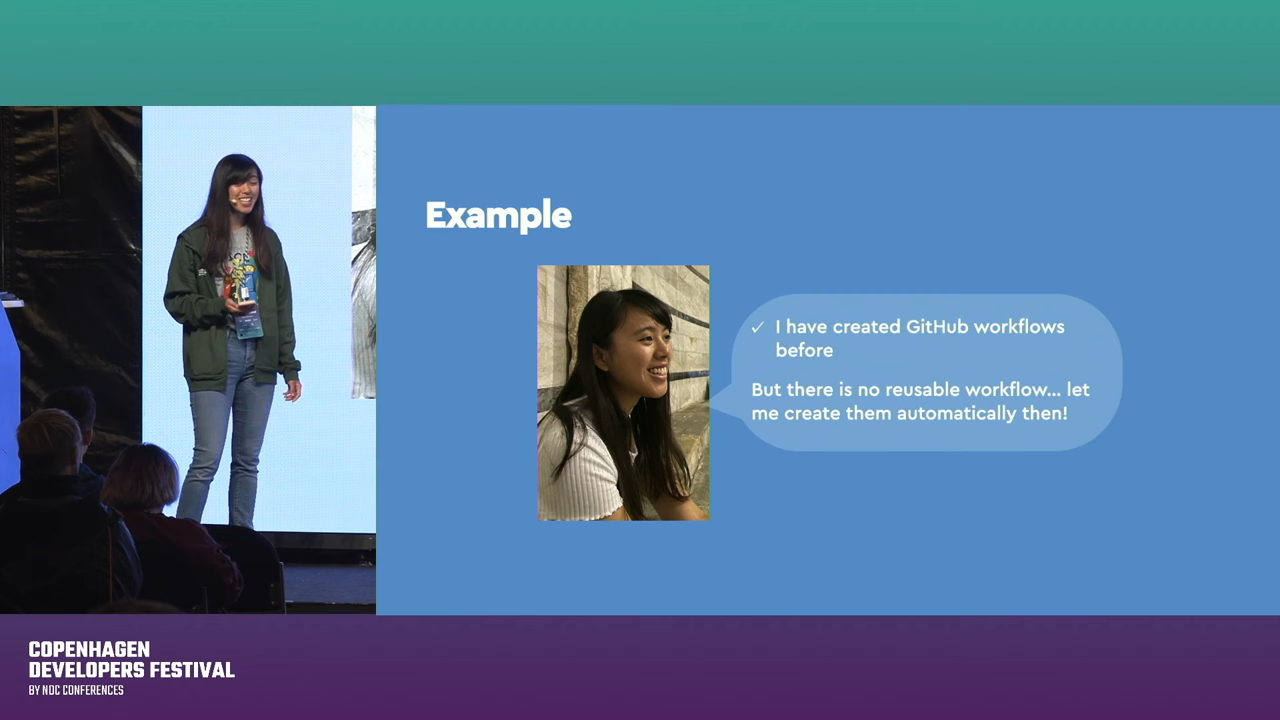 Example
✓ I have created GitHub workflows
before
But there is no reusable workflow... let
me create them automatically then!
COPENHAGEN
DEVELOPERS FESTIVAL
BY NDC CONFERENCES